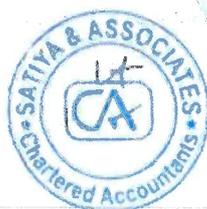 SATIYA & ASSOCIATES
CA
Chartered Accountants